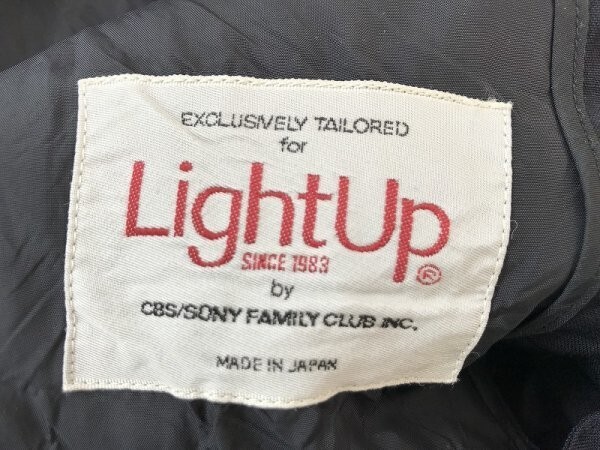 EXCLUSIVELY TAILORED
for
LightUp®
SINCE 1983
by
CBS/SONY FAMILY CLUB INC.
MADE IN JAPAN